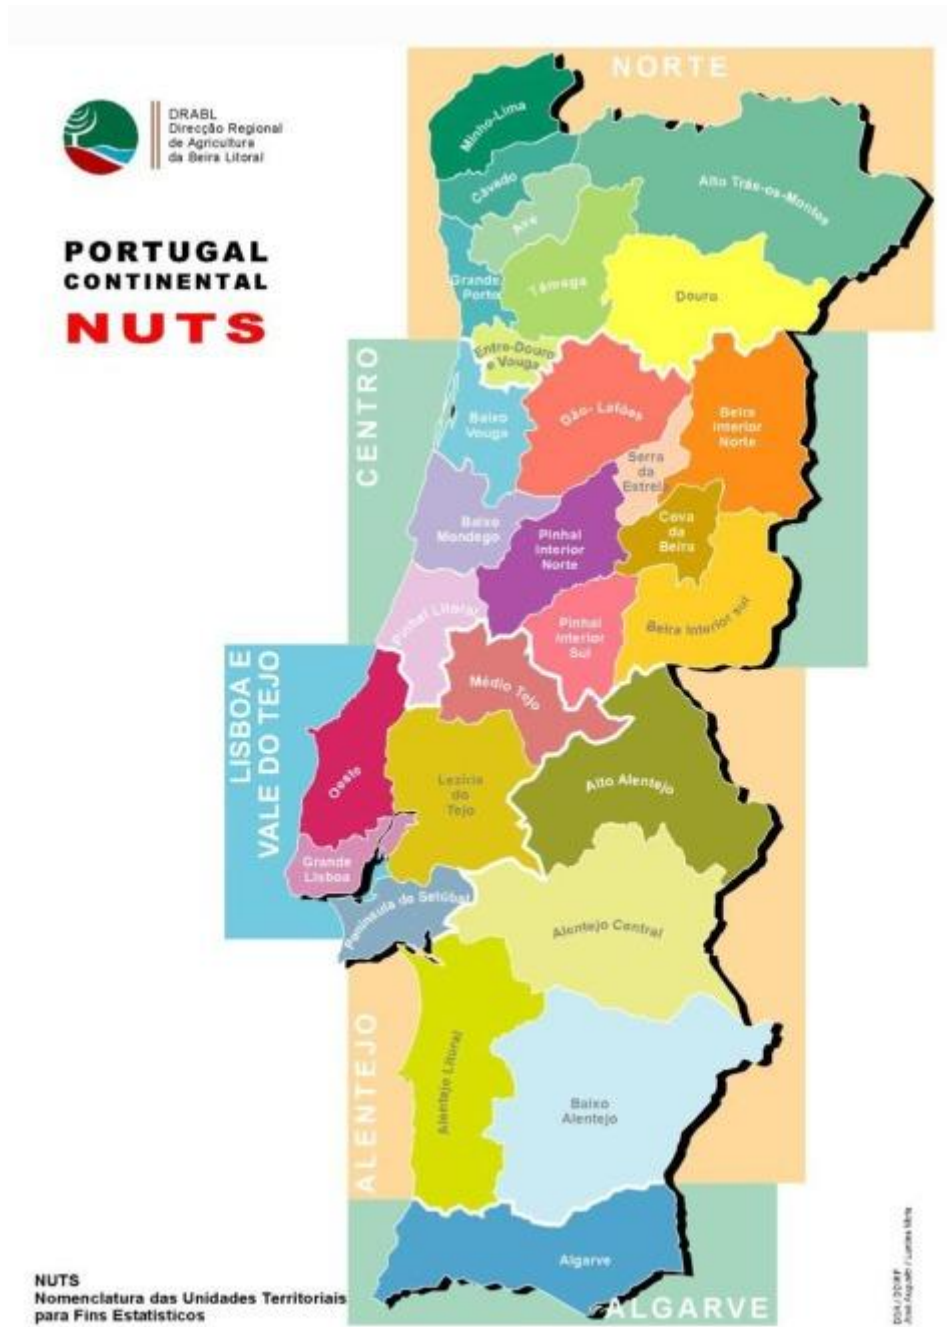 NORTE
DRABL
Direcção Regional
de Agricultura
da Beira Litoral
PORTUGAL
CONTINENTAL
NUTS
Minho-Lima
Cávado
Ave
Alto Trás-os-Montes
Grande
Porto
Tâmega
Douro
Entre-Douro
e Vouga
CENTRO
Baixo
Vouga
Dão- Lafões
Beira
Interior
Norte
Serra
da
Estrela
Baixo
Mondego
Pinhal
Interior
Norte
Cova
da
Beira
Pinhal Litoral
Pinhal
Interior
Sul
Beira Interior sul
LISBOA E
VALE DO TEJO
Médio Tejo
Oeste
Lezíria
do
Tejo
Alto Alentejo
Grande
Lisboa
Península de Setúbal
Alentejo Central
ALENTEJO
Alentejo Litoral
Baixo
Alentejo
Algarve
ALGARVE
NUTS
Nomenclatura das Unidades Territoriais
para Fins Estatísticos